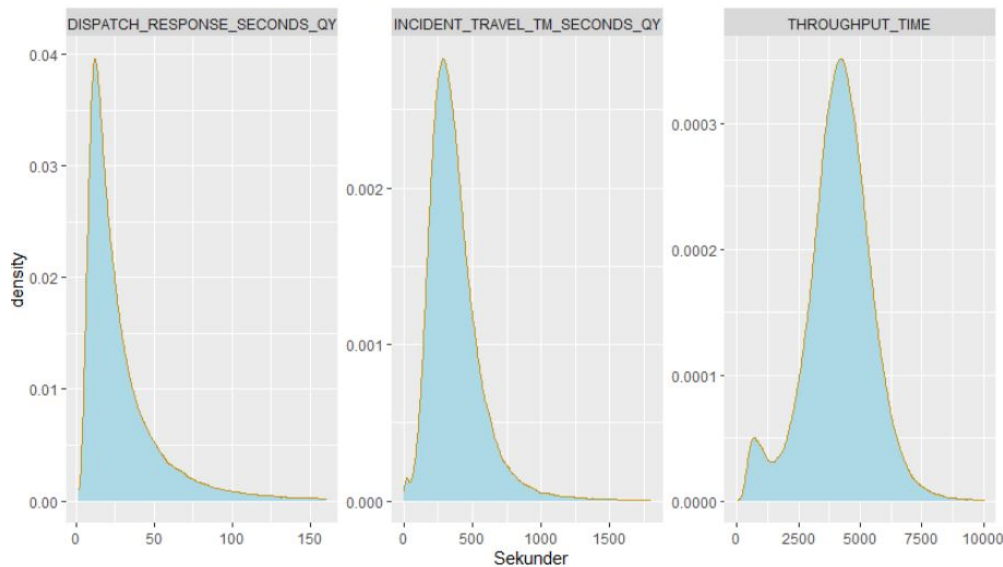 DISPATCH_RESPONSE_SECONDS_QY
INCIDENT_TRAVEL_TM_SECONDS_QY
THROUGHPUT_TIME
density
0.04
0.03
0.02
0.01
0.00
0 50 100 150
0.002
0.001
0.000
0 500 1000 1500
0.0003
0.0002
0.0001
0.0000
0 2500 5000 7500 10000
Sekunder